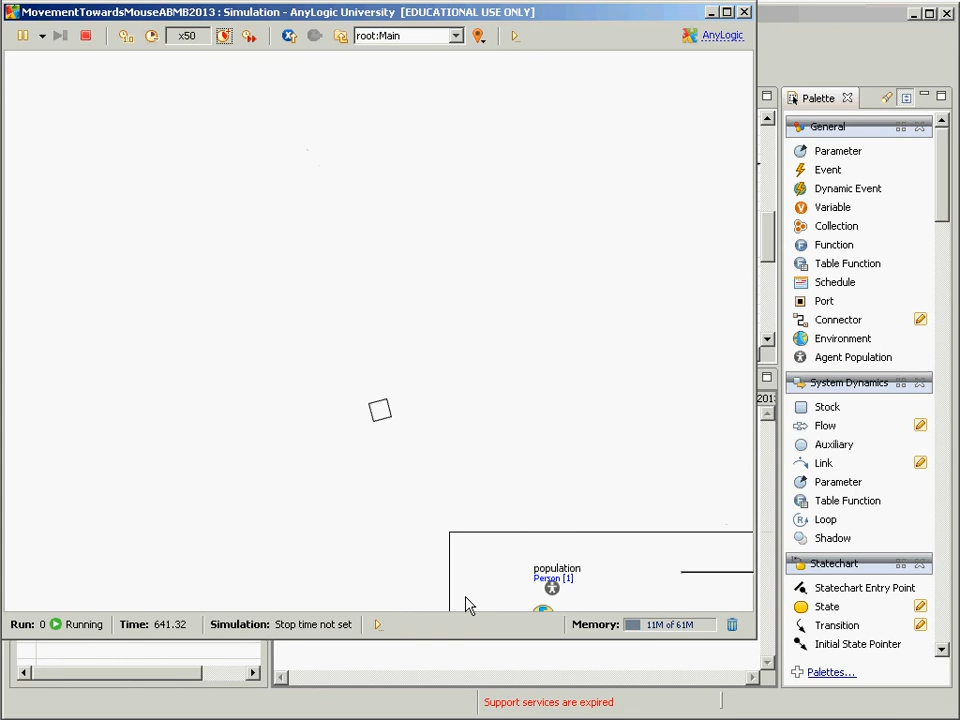 MovementTowardsMouseABMB2013 : Simulation - AnyLogic University [EDUCATIONAL USE ONLY]
x50
root:Main
AnyLogic
Palette
General
Parameter
Event
Dynamic Event
Variable
Collection
Function
Table Function
Schedule
Port
Connector
Environment
Agent Population
System Dynamics
Stock
Flow
Auxiliary
Link
Parameter
Table Function
Loop
Shadow
Statechart
Statechart Entry Point
State
Transition
Initial State Pointer
Palettes...
201
population
Person [1]
Run: 0 Running Time: 641.32 Simulation: Stop time not set Memory: 11M of 61M
Support services are expired